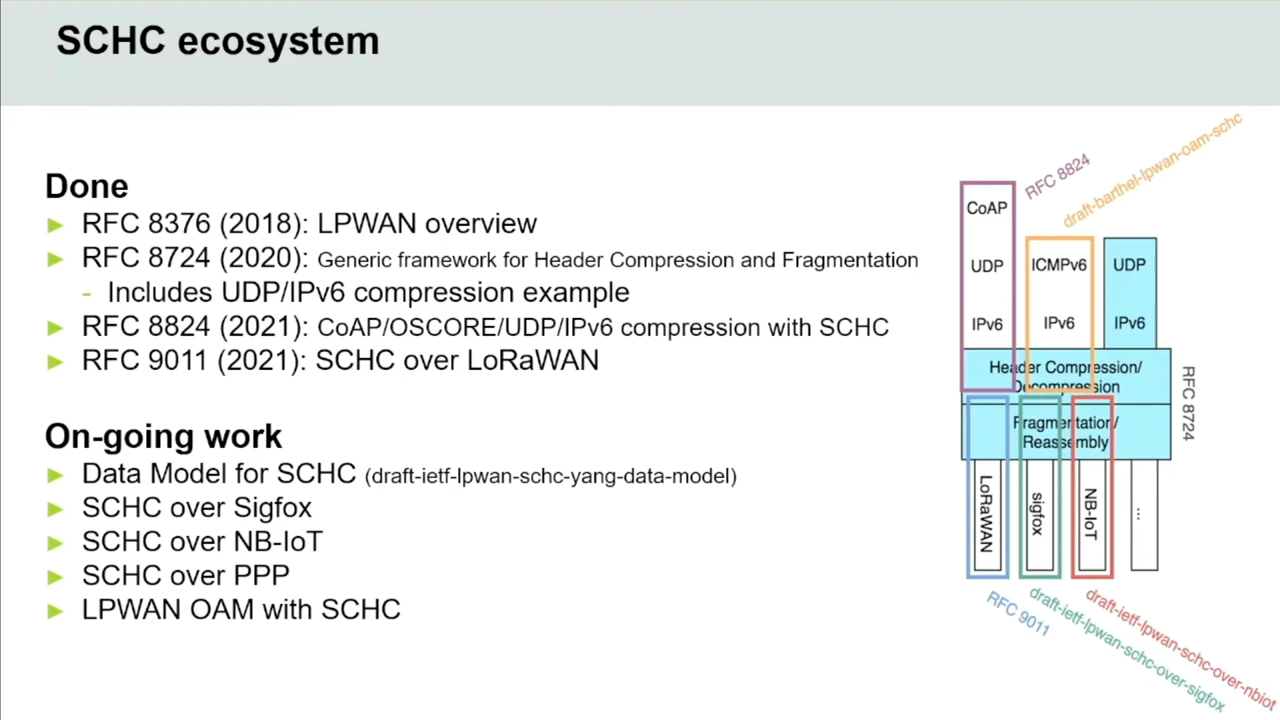 SCHC ecosystem
Done
► RFC 8376 (2018): LPWAN overview
► RFC 8724 (2020): Generic framework for Header Compression and Fragmentation
- Includes UDP/IPv6 compression example
► RFC 8824 (2021): CoAP/OSCORE/UDP/IPv6 compression with SCHC
► RFC 9011 (2021): SCHC over LoRaWAN
On-going work
► Data Model for SCHC (draft-ietf-lpwan-schc-yang-data-model)
► SCHC over Sigfox
► SCHC over NB-IoT
► SCHC over PPP
► LPWAN OAM with SCHC
RFC 8824
draft-barthel-lpwan-oam-schc
CoAP
UDP
IPv6
ICMPv6
IPv6
UDP
IPv6
Header Compression/
Decompression
Fragmentation/
Reassembly
RFC 8724
LoRaWAN
sigfox
NB-IoT
...
RFC 9011
draft-ietf-lpwan-schc-over-sigfox
draft-ietf-lpwan-schc-over-nbiot